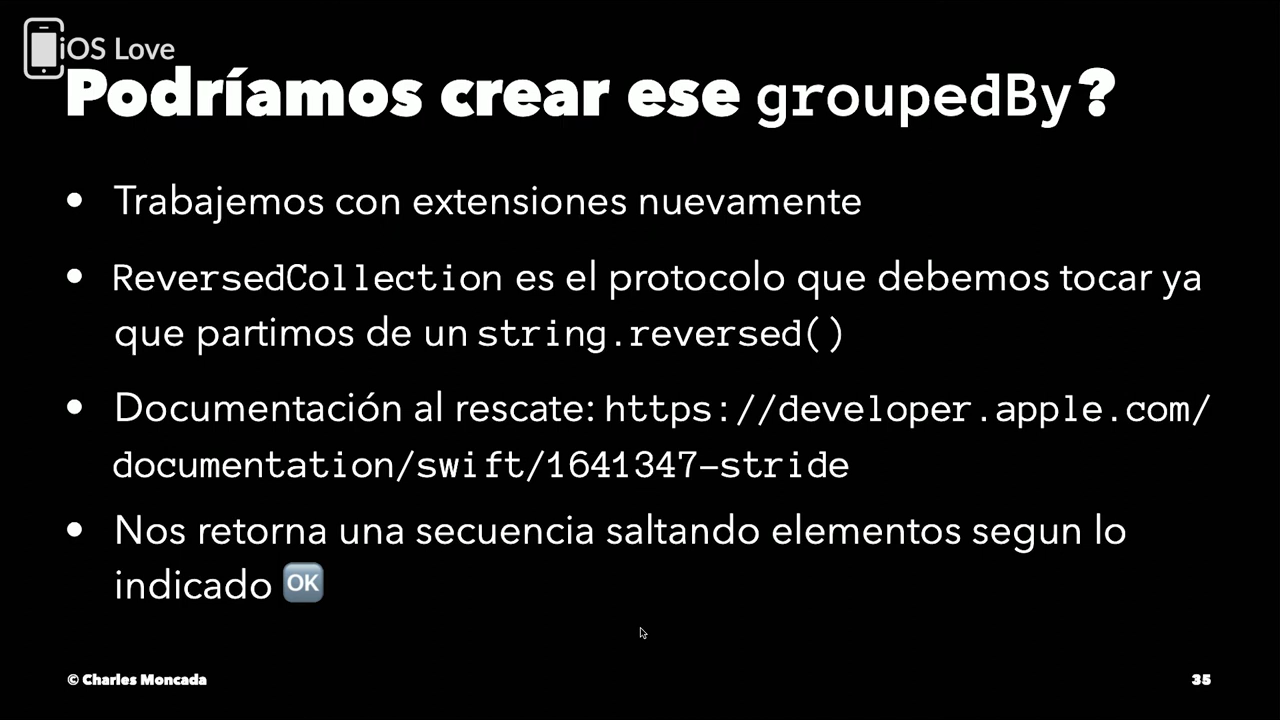 iOS Love
Podríamos crear ese groupedBy?
• Trabajemos con extensiones nuevamente
• ReversedCollection es el protocolo que debemos tocar ya
que partimos de un string.reversed()
• Documentación al rescate: https://developer.apple.com/
documentation/swift/1641347-stride
• Nos retorna una secuencia saltando elementos segun lo
indicado 🆗
© Charles Moncada
35